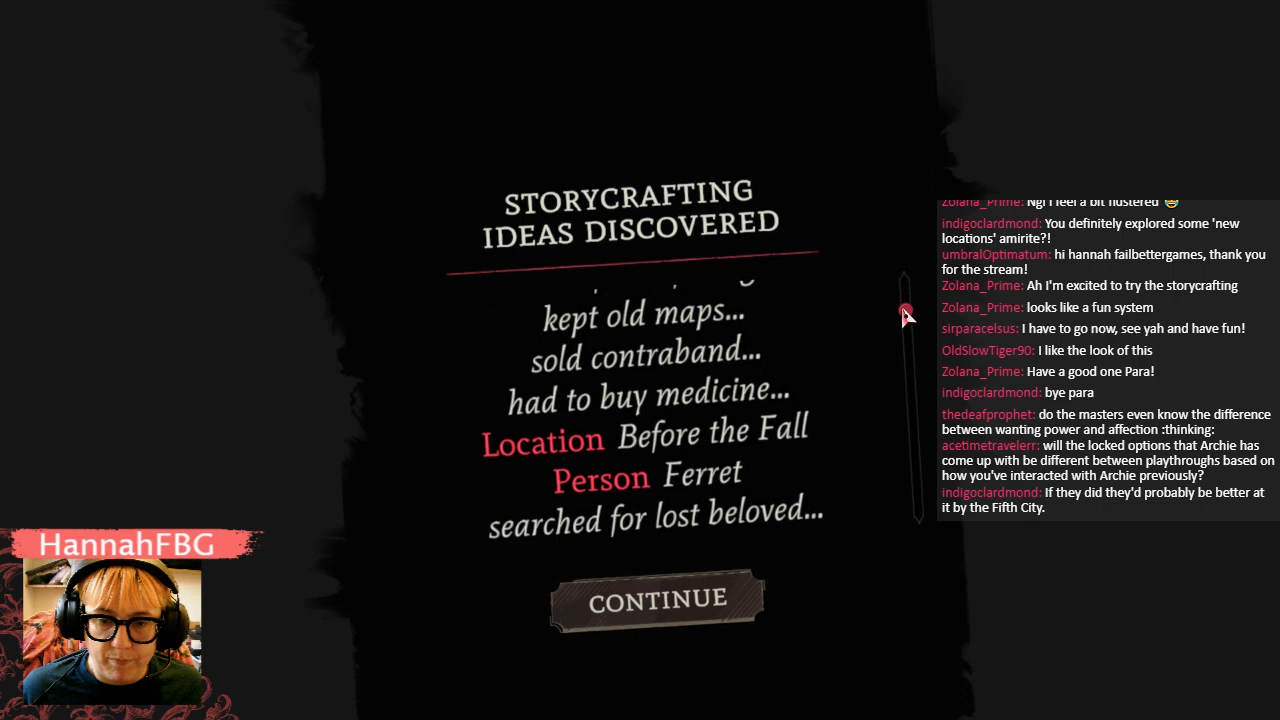 STORYCRAFTING
IDEAS DISCOVERED
kept old maps...
sold contraband...
had to buy medicine...
Location Before the Fall
Person Ferret
searched for lost beloved...
CONTINUE
HannahFBG
Zolana_Prime: Ngl I feel a bit flustered 😅
indigoclardmond: You definitely explored some 'new
locations' amirite?!
umbralOptimatum: hi hannah failbettergames, thank you
for the stream!
Zolana_Prime: Ah I'm excited to try the storycrafting
Zolana_Prime: looks like a fun system
sirparacelsus: I have to go now, see yah and have fun!
OldSlowTiger90: I like the look of this
Zolana_Prime: Have a good one Para!
indigoclardmond: bye para
thedeafprophet: do the masters even know the difference
between wanting power and affection :thinking:
acetimetravelerr: will the locked options that Archie has
come up with be different between playthroughs based on
how you've interacted with Archie previously?
indigoclardmond: If they did they'd probably be better at
it by the Fifth City.